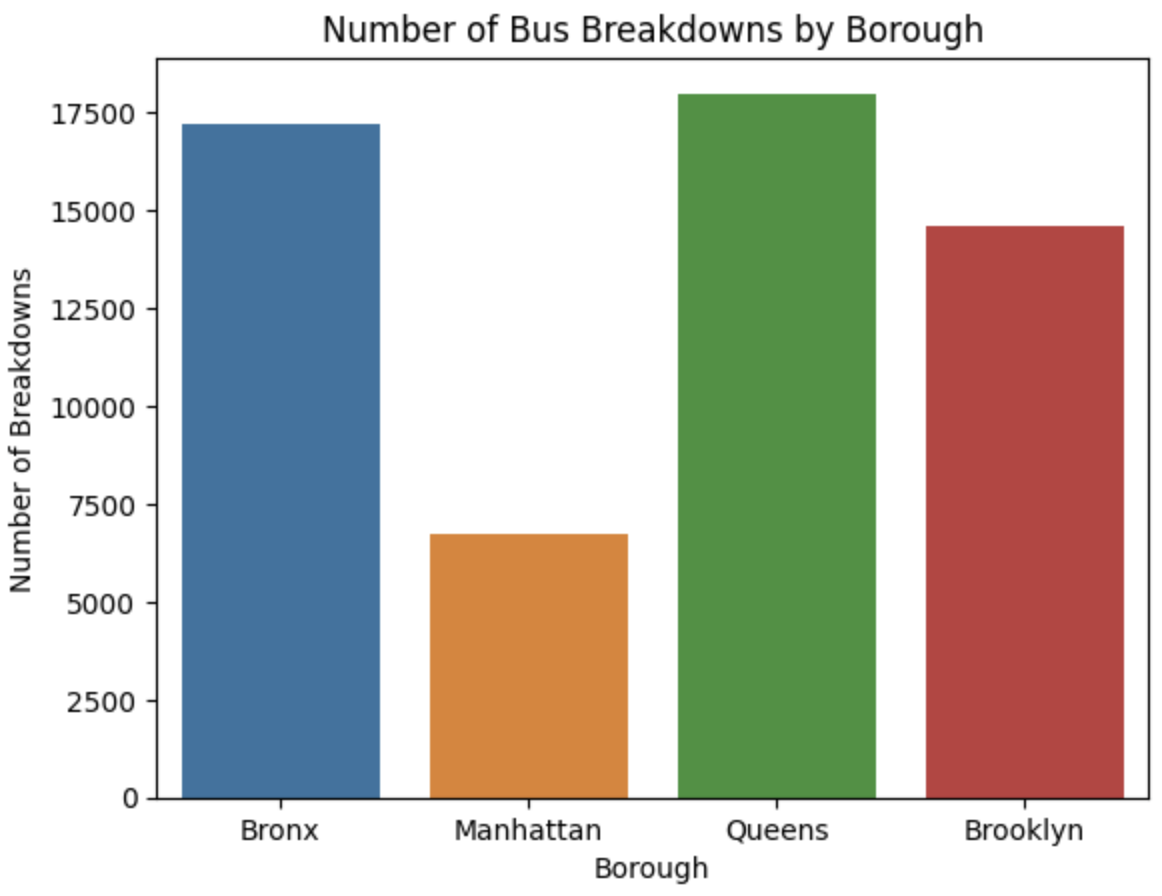 Number of Bus Breakdowns by Borough
Number of Breakdowns
17500
15000
12500
10000
7500
5000
2500
0
Bronx Manhattan Queens Brooklyn
Borough